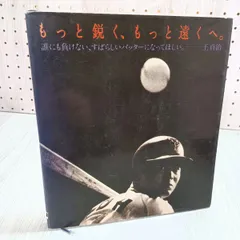 もっと鋭く、もっと遠くへ。
誰にも負けない、すばらしいバッターになってほしい。 王貞治